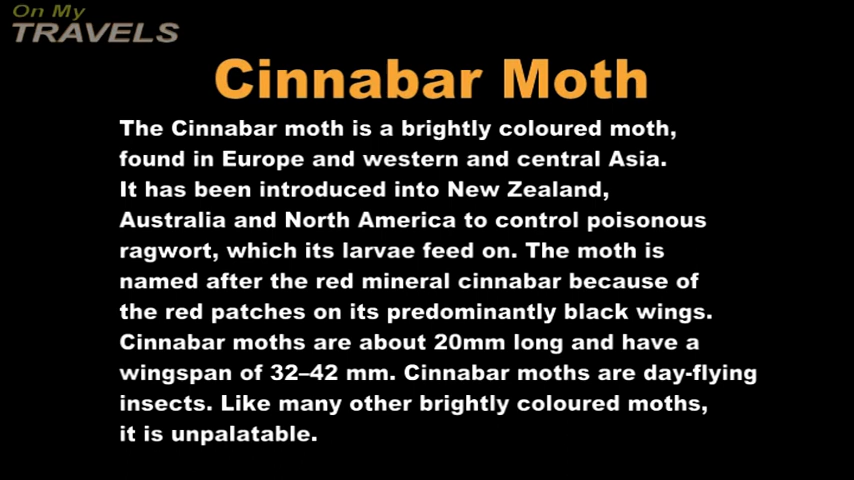 On My
TRAVELS
Cinnabar Moth
The Cinnabar moth is a brightly coloured moth,
found in Europe and western and central Asia.
It has been introduced into New Zealand,
Australia and North America to control poisonous
ragwort, which its larvae feed on. The moth is
named after the red mineral cinnabar because of
the red patches on its predominantly black wings.
Cinnabar moths are about 20mm long and have a
wingspan of 32–42 mm. Cinnabar moths are day-flying
insects. Like many other brightly coloured moths,
it is unpalatable.